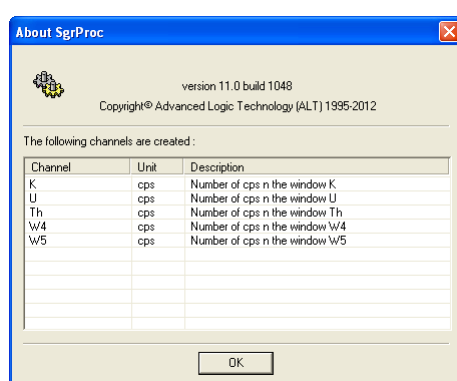 About SgrProc
version 11.0 build 1048
Copyright© Advanced Logic Technology (ALT) 1995-2012
The following channels are created :
Channel Unit Description
K cps Number of cps n the window K
U cps Number of cps n the window U
Th cps Number of cps n the window Th
W4 cps Number of cps n the window W4
W5 cps Number of cps n the window W5
OK